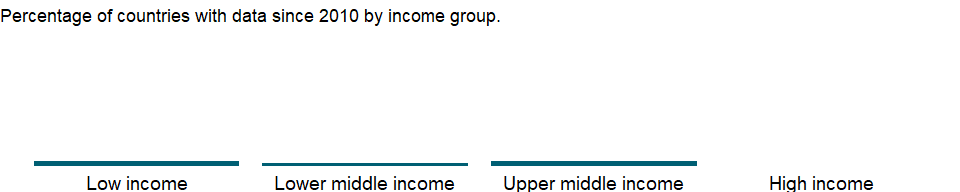 Percentage of countries with data since 2010 by income group.
Low income Lower middle income Upper middle income High income